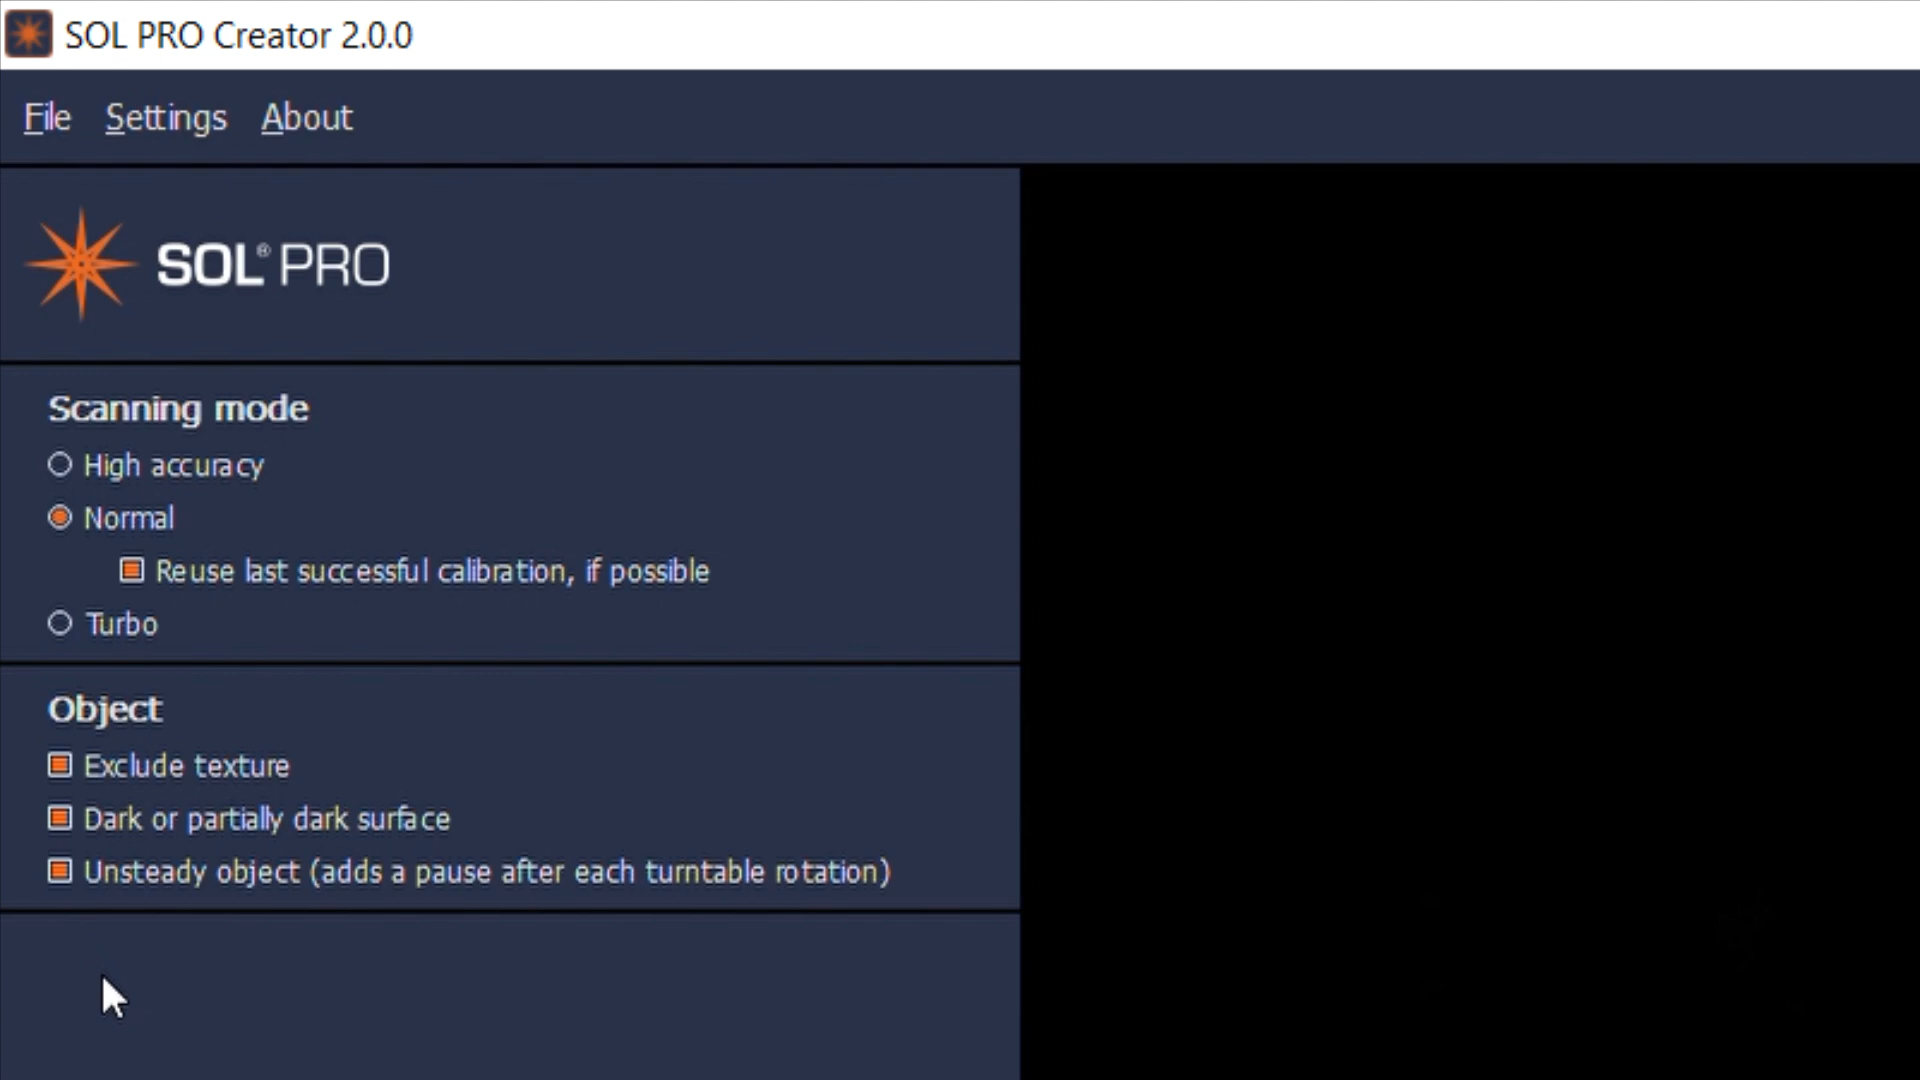 SOL PRO Creator 2.0.0
File Settings About
SOL® PRO
Scanning mode
High accuracy
Normal
Reuse last successful calibration, if possible
Turbo
Object
Exclude texture
Dark or partially dark surface
Unsteady object (adds a pause after each turntable rotation)